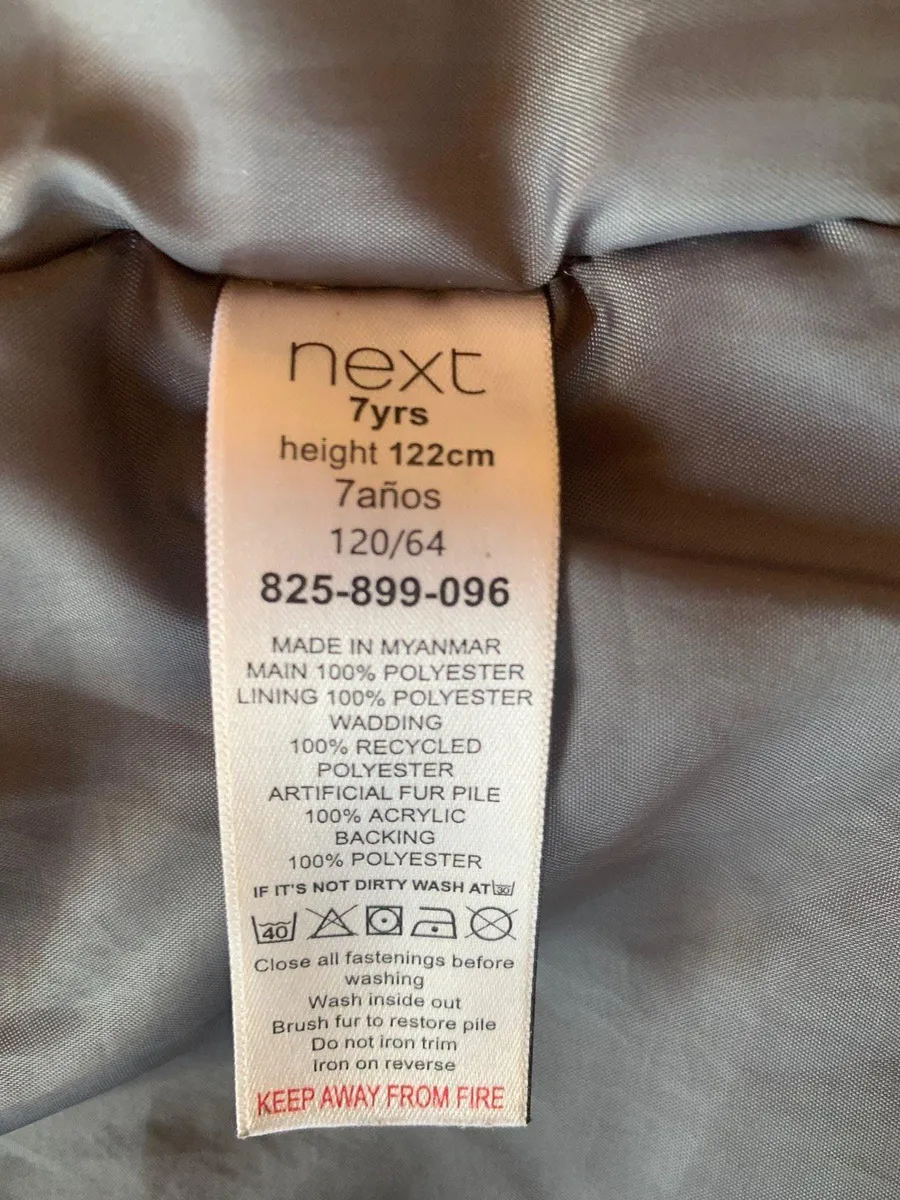 next
7yrs
height 122cm
7años
120/64
825-899-096
MADE IN MYANMAR
MAIN 100% POLYESTER
LINING 100% POLYESTER
WADDING
100% RECYCLED
POLYESTER
ARTIFICIAL FUR PILE
100% ACRYLIC
BACKING
100% POLYESTER
IF IT'S NOT DIRTY WASH AT 30
40
Close all fastenings before
washing
Wash inside out
Brush fur to restore pile
Do not iron trim
Iron on reverse
KEEP AWAY FROM FIRE